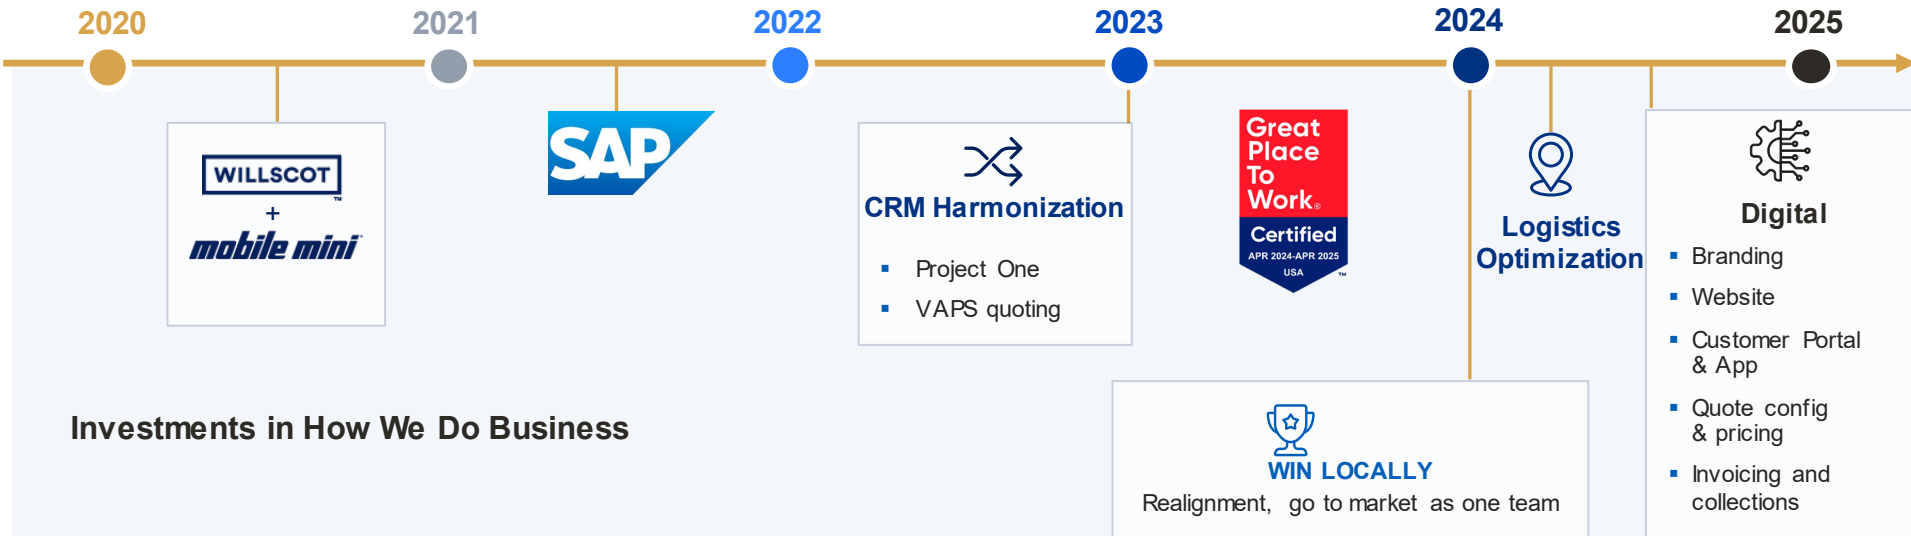 2020
2021
2022
2023
2024
2025
WILLSCOT™
+
mobile mini
SAP
CRM Harmonization
▪ Project One
▪ VAPS quoting
Great
Place
To
Work®
Certified
APR 2024-APR 2025
USA
™
Logistics
Optimization
Digital
▪ Branding
▪ Website
▪ Customer Portal
& App
▪ Quote config
& pricing
▪ Invoicing and
collections
Investments in How We Do Business
WIN LOCALLY
Realignment, go to market as one team